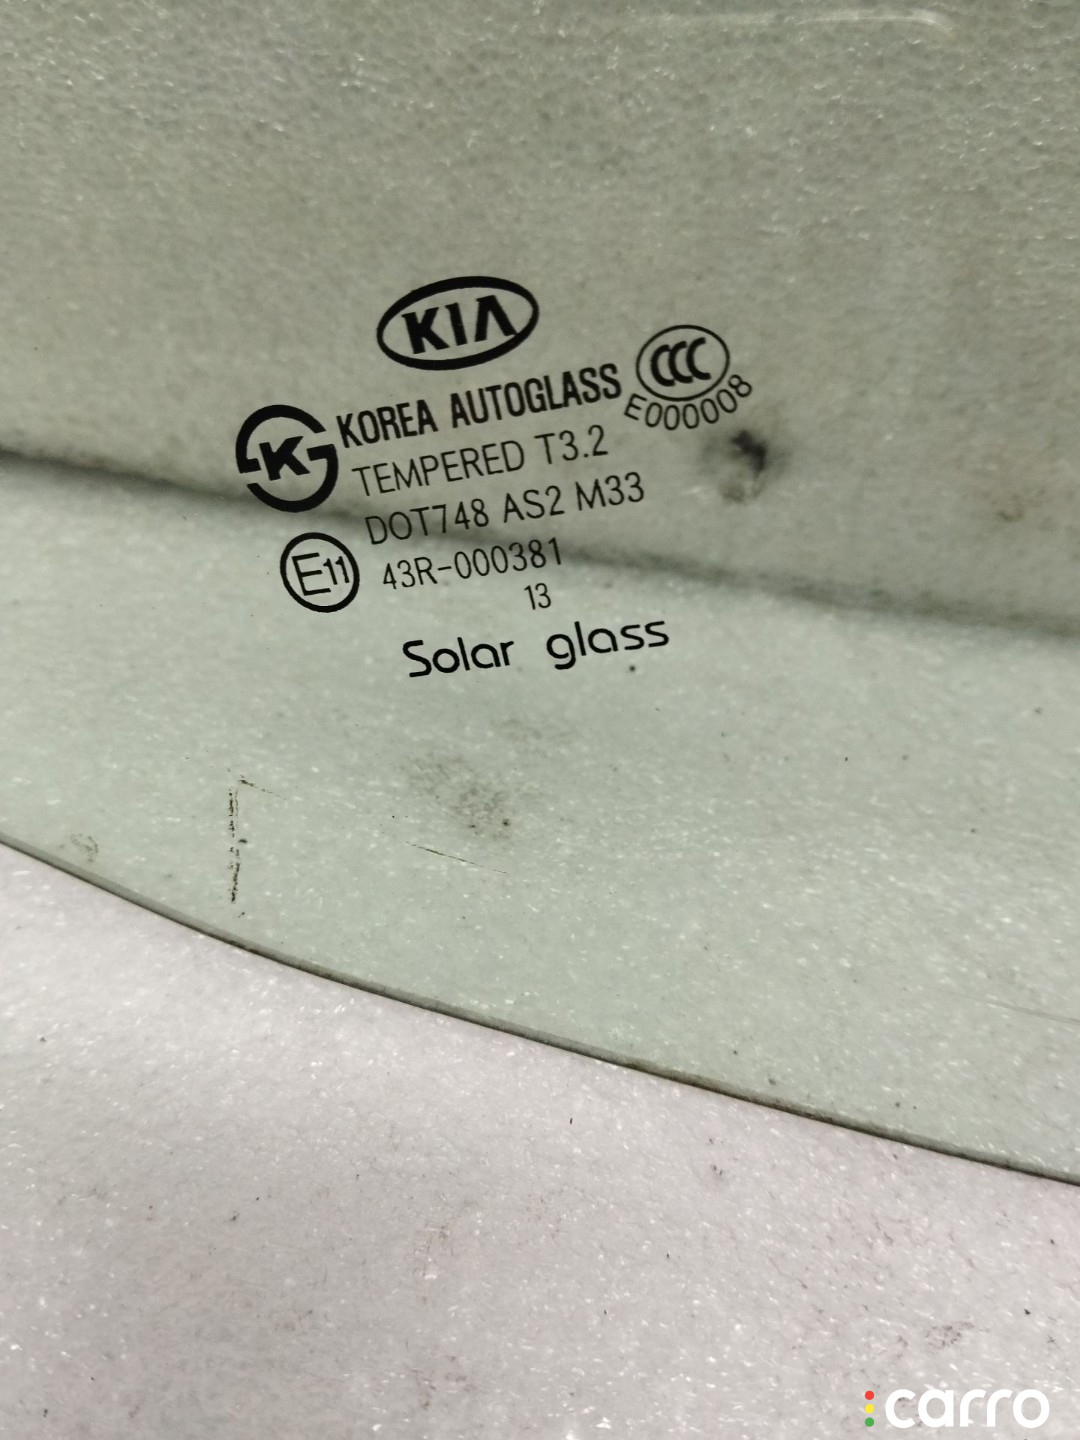 KIA
CCC
E000008
K
KOREA AUTOGLASS
TEMPERED T3.2
DOT748 AS2 M33
E11
43R-000381
13
Solar glass
carro